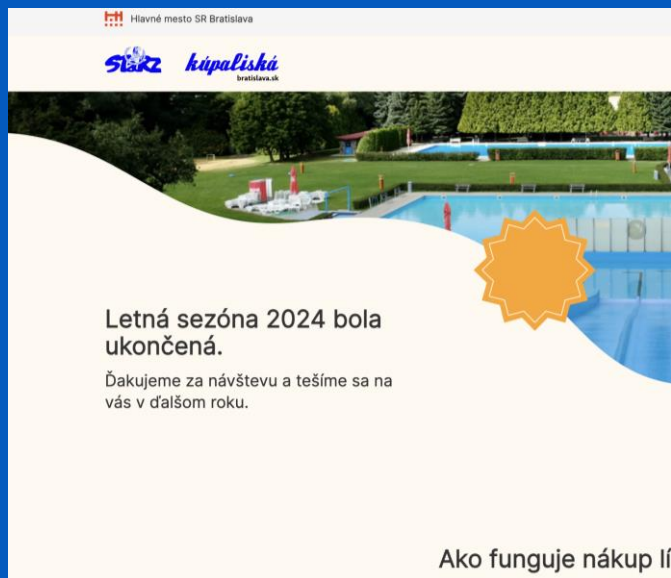 Hlavné mesto SR Bratislava
STaRZ kúpaliská
bratislava.sk
Letná sezóna 2024 bola
ukončená.
Ďakujeme za návštevu a tešíme sa na
vás v ďalšom roku.
Ako funguje nákup lí